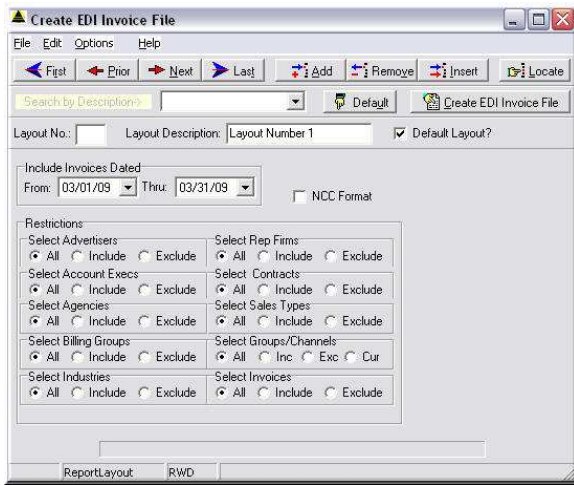 Create EDI Invoice File
File Edit Options Help
First Prior Next Last Add Remove Insert Locate
Search by Description-> Default Create EDI Invoice File
Layout No.: Layout Description: Layout Number 1 Default Layout?
Include Invoices Dated
From: 03/01/09 Thru: 03/31/09 NCC Format
Restrictions
Select Advertisers Select Rep Firms
All Include Exclude All Include Exclude
Select Account Execs Select Contracts
All Include Exclude All Include Exclude
Select Agencies Select Sales Types
All Include Exclude All Include Exclude
Select Billing Groups Select Groups/Channels
All Include Exclude All Inc Exc Cur
Select Industries Select Invoices
All Include Exclude All Include Exclude
ReportLayout RWD